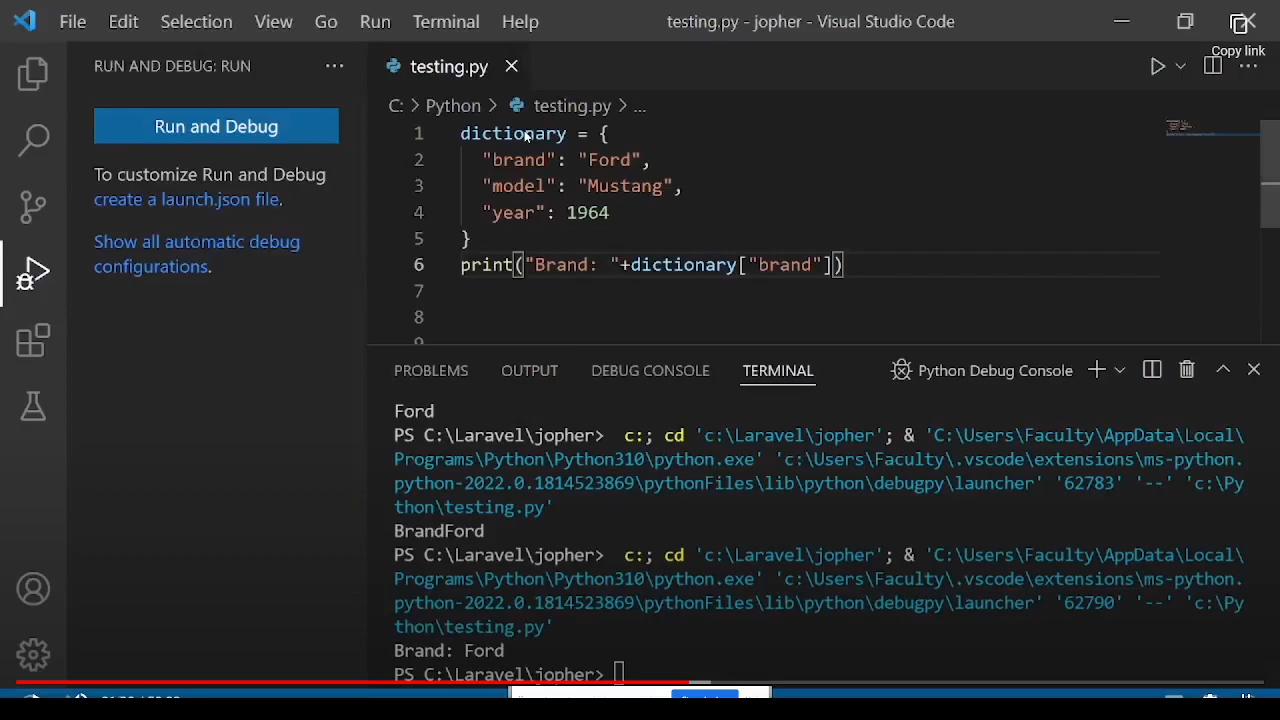 File Edit Selection View Go Run Terminal Help testing.py - jopher - Visual Studio Code
Copy link
RUN AND DEBUG: RUN
Run and Debug
To customize Run and Debug
create a launch.json file.
Show all automatic debug
configurations.
testing.py
C: > Python > testing.py > ...
1 dictionary = {
2 "brand": "Ford",
3 "model": "Mustang",
4 "year": 1964
5 }
6 print("Brand: "+dictionary["brand"])
7
8
9
PROBLEMS OUTPUT DEBUG CONSOLE TERMINAL Python Debug Console
Ford
PS C:\Laravel\jopher> c:; cd 'c:\Laravel\jopher'; & 'C:\Users\Faculty\AppData\Local\
Programs\Python\Python310\python.exe' 'c:\Users\Faculty\.vscode\extensions\ms-python.
python-2022.0.1814523869\pythonFiles\lib\python\debugpy\launcher' '62783' '--' 'c:\Py
thon\testing.py'
BrandFord
PS C:\Laravel\jopher> c:; cd 'c:\Laravel\jopher'; & 'C:\Users\Faculty\AppData\Local\
Programs\Python\Python310\python.exe' 'c:\Users\Faculty\.vscode\extensions\ms-python.
python-2022.0.1814523869\pythonFiles\lib\python\debugpy\launcher' '62790' '--' 'c:\Py
thon\testing.py'
Brand: Ford
PS C:\Laravel\jopher>